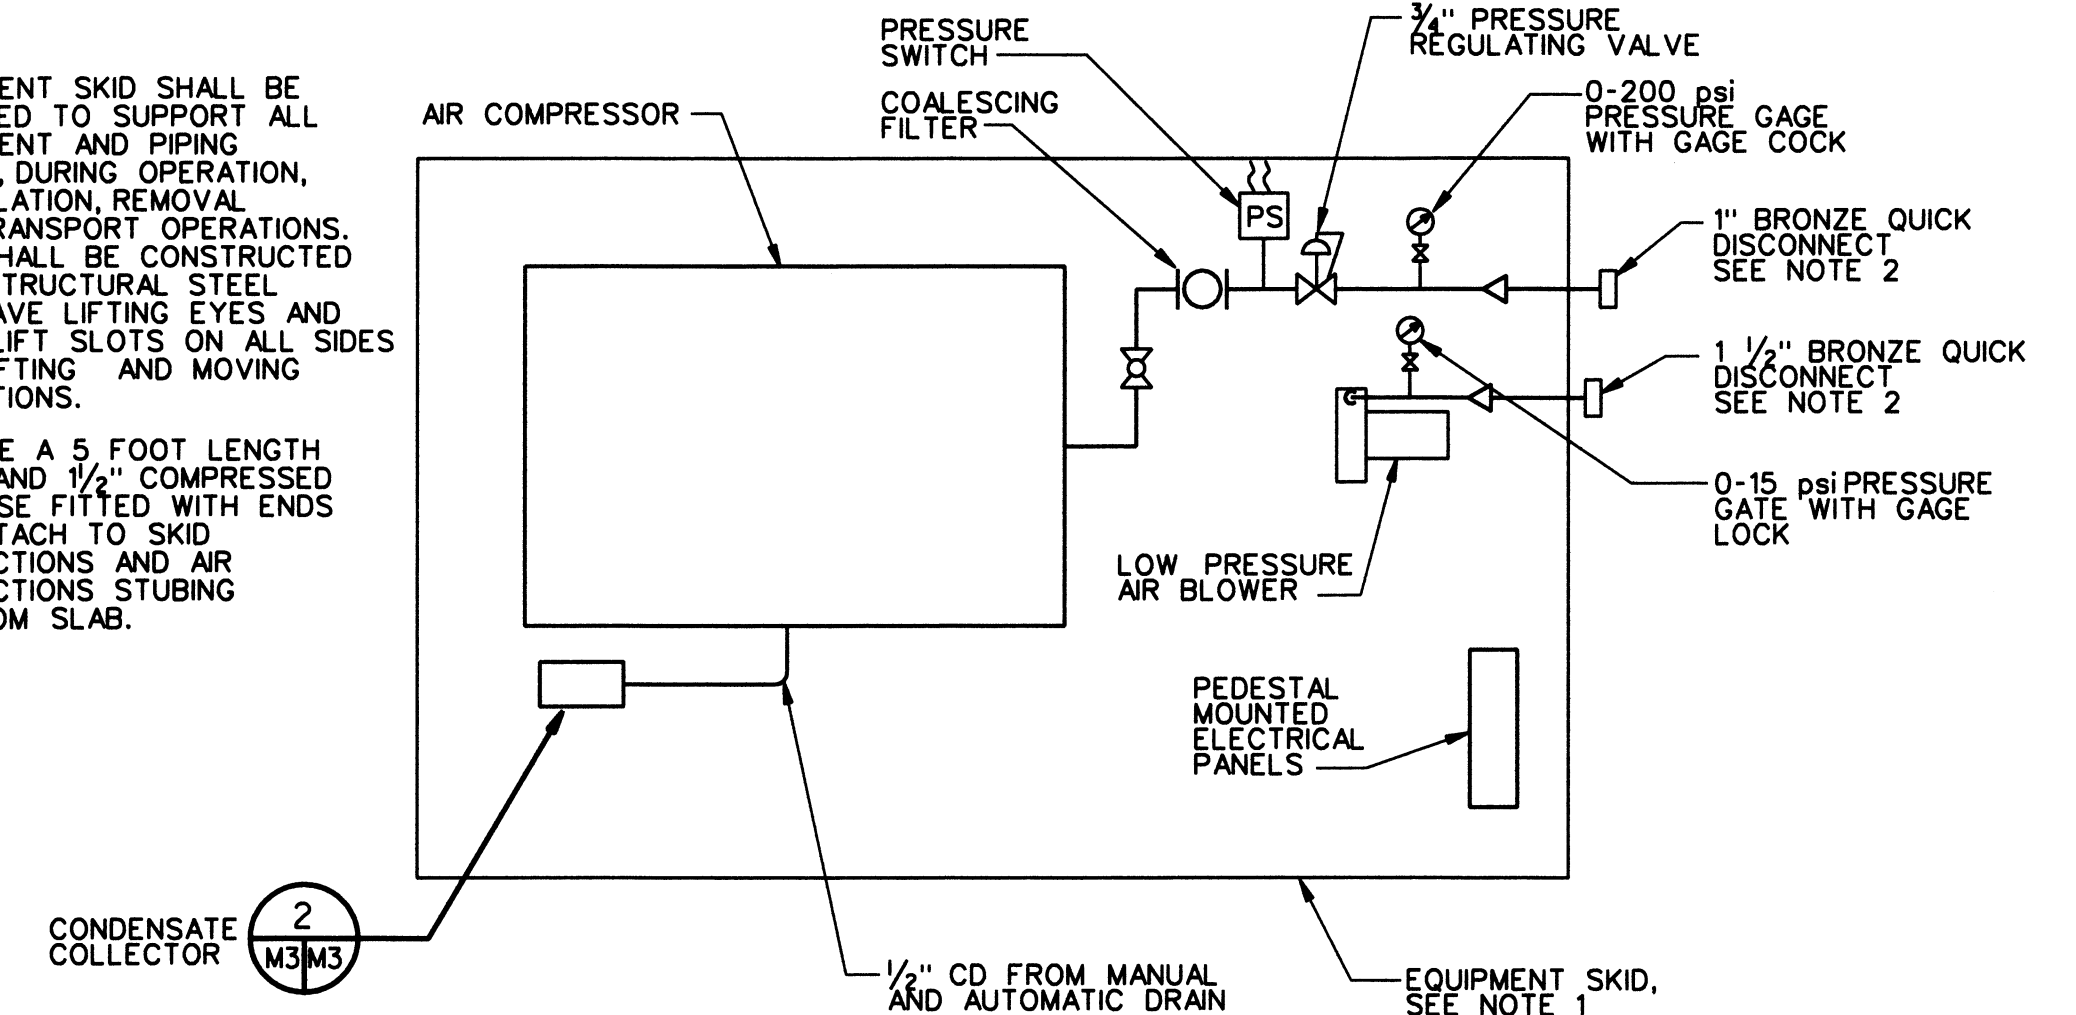 ENT SKID SHALL BE
ED TO SUPPORT ALL
ENT AND PIPING
, DURING OPERATION,
LATION, REMOVAL
RANSPORT OPERATIONS.
HALL BE CONSTRUCTED
STRUCTURAL STEEL
AVE LIFTING EYES AND
LIFT SLOTS ON ALL SIDES
FTING AND MOVING
TIONS.
E A 5 FOOT LENGTH
AND 1 1/2" COMPRESSED
SE FITTED WITH ENDS
TACH TO SKID
CTIONS AND AIR
CTIONS STUBING
OM SLAB.
AIR COMPRESSOR
PRESSURE
SWITCH
COALESCING
FILTER
3/4" PRESSURE
REGULATING VALVE
0-200 psi
PRESSURE GAGE
WITH GAGE COCK
PS
1" BRONZE QUICK
DISCONNECT
SEE NOTE 2
1 1/2" BRONZE QUICK
DISCONNECT
SEE NOTE 2
0-15 psi PRESSURE
GATE WITH GAGE
LOCK
LOW PRESSURE
AIR BLOWER
PEDESTAL
MOUNTED
ELECTRICAL
PANELS
CONDENSATE
COLLECTOR
2
M3 M3
1/2" CD FROM MANUAL
AND AUTOMATIC DRAIN
EQUIPMENT SKID,
SEE NOTE 1